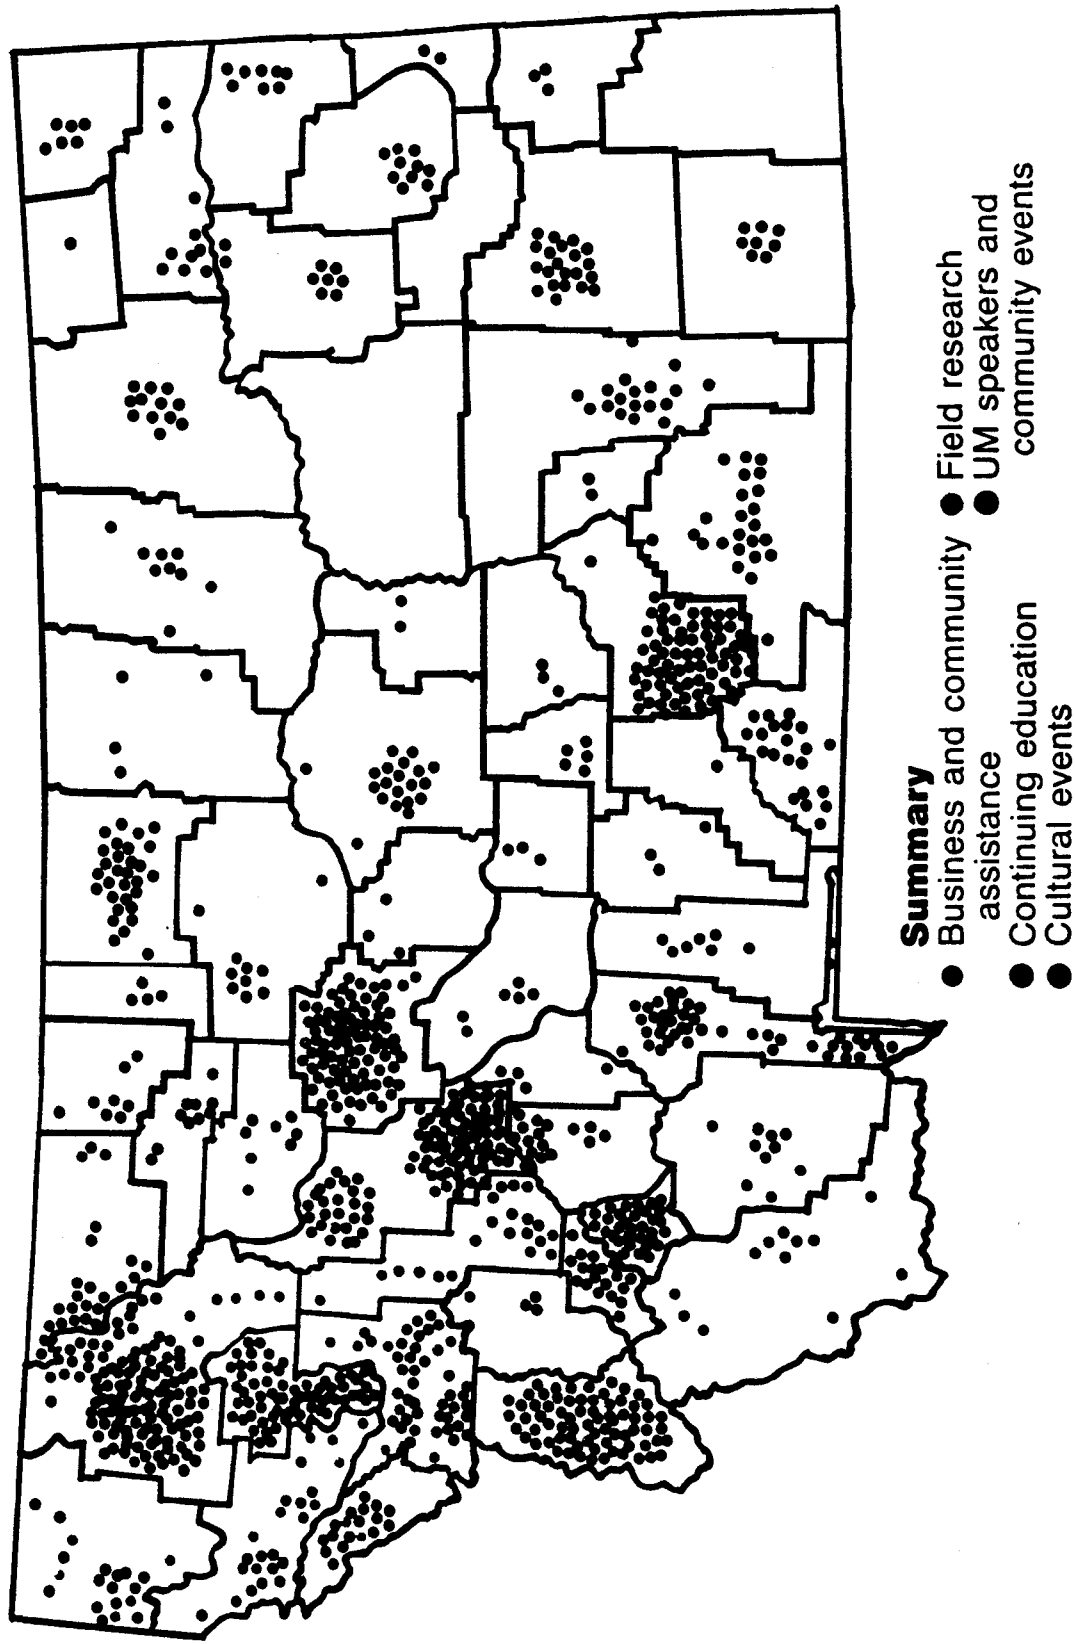 Summary
● Business and community
assistance
● Continuing education
● Cultural events
● Field research
● UM speakers and
community events